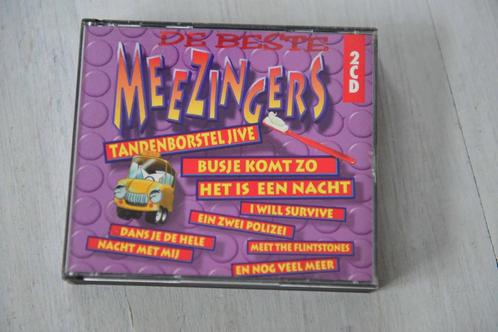 DE BESTE
MEEZINGERS
2CD
TANDENBORSTEL JIVE
BUSJE KOMT ZO
HET IS EEN NACHT
I WILL SURVIVE
EIN ZWEI POLIZEI
DANS JE DE HELE
NACHT MET MIJ
MEET THE FLINTSTONES
EN NOG VEEL MEER